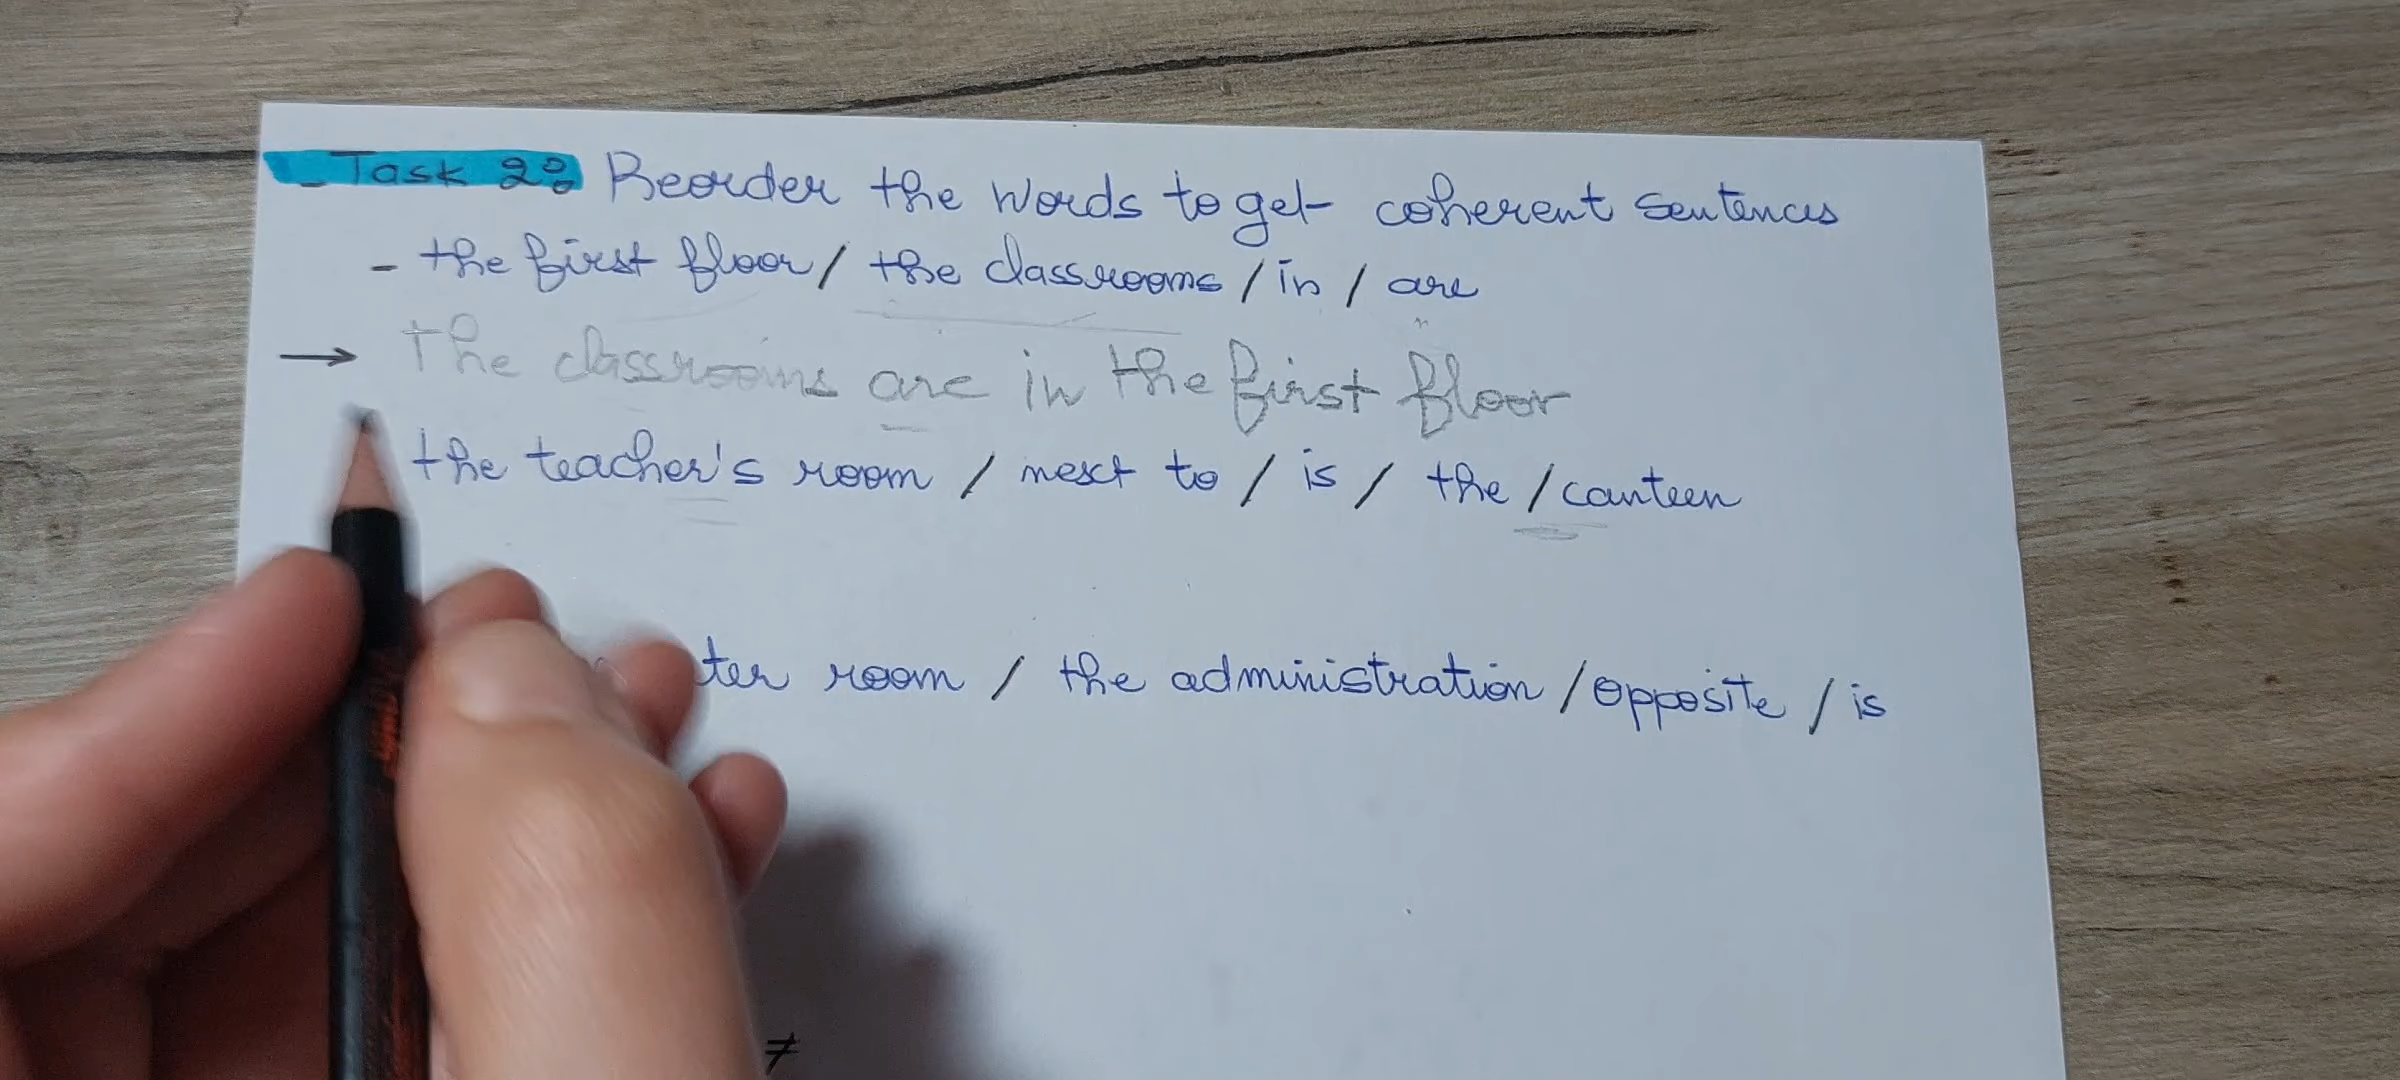 - Task 2: Reorder the words to get coherent sentences
- the first floor / the classrooms / in / are
→ The classrooms are in the first floor
the teacher's room / next to / is / the / canteen
room / the administration / opposite / is
≠